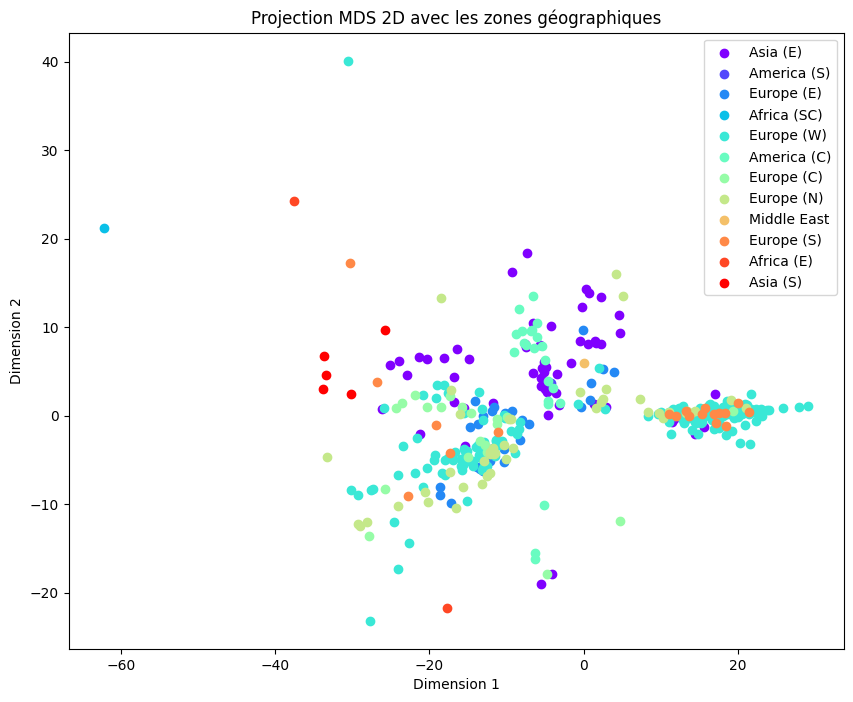 Projection MDS 2D avec les zones géographiques
Asia (E)
America (S)
Europe (E)
Africa (SC)
Europe (W)
America (C)
Europe (C)
Europe (N)
Middle East
Europe (S)
Africa (E)
Asia (S)
40
30
20
10
0
−10
−20
Dimension 2
−60
−40
−20
0
20
Dimension 1